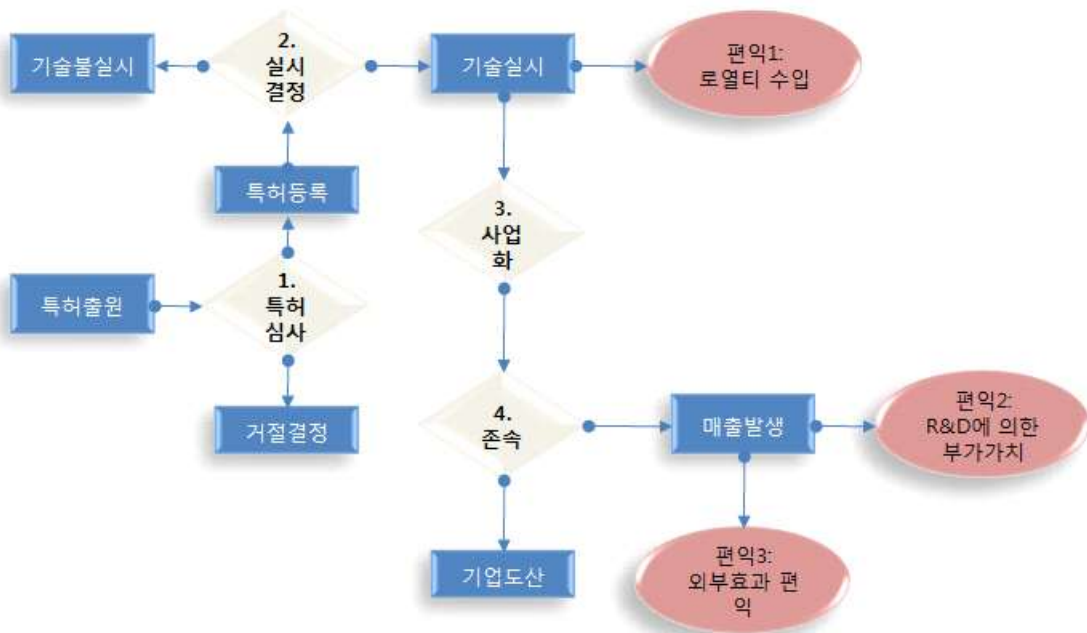 기술불실시
2.
실시
결정
기술실시
편익1:
로열티 수입
특허등록
3.
사업
화
특허출원
1.
특허
심사
거절결정
4.
존속
매출발생
편익2:
R&D에 의한
부가가치
기업도산
편익3:
외부효과 편
익